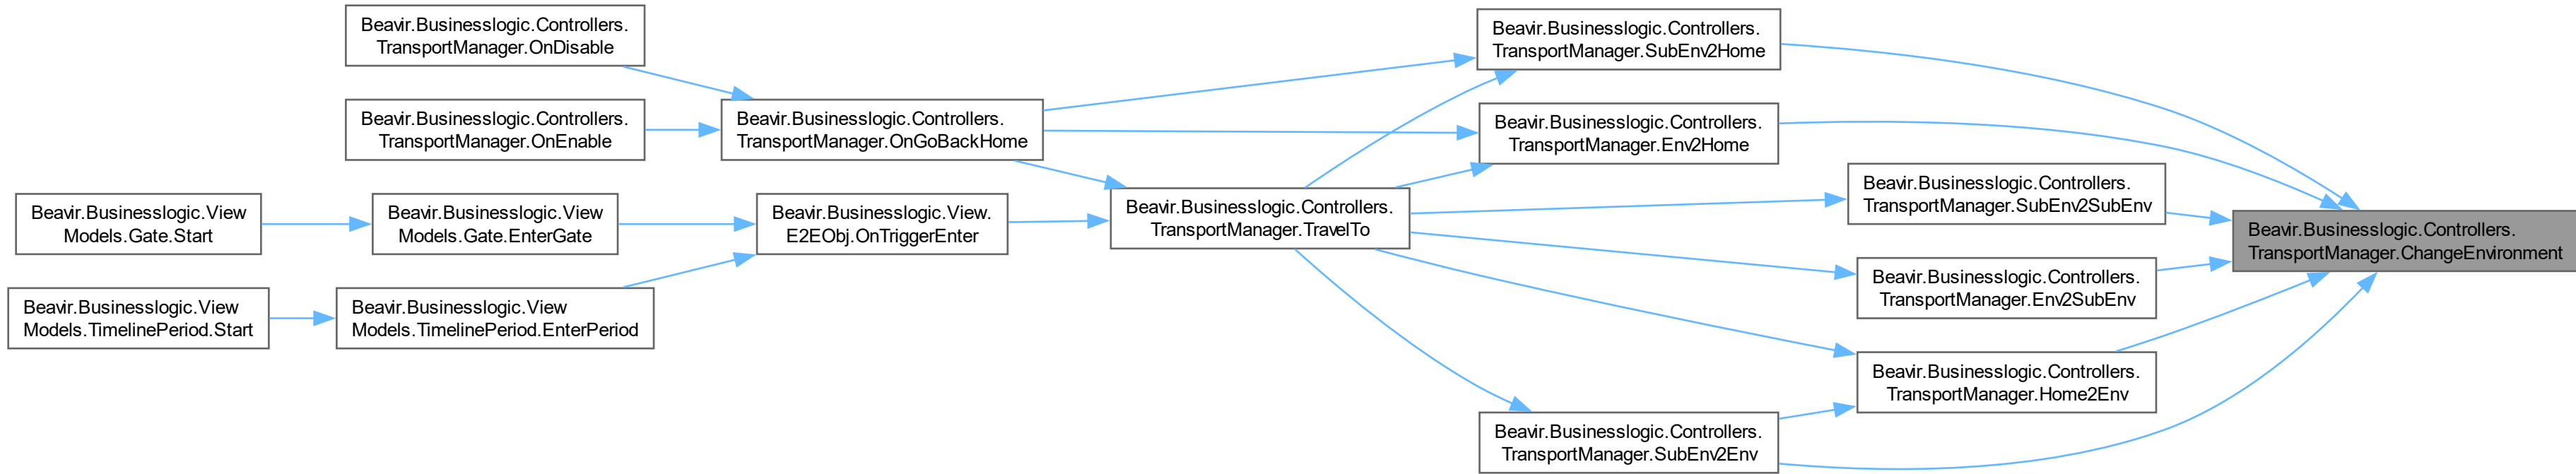 Beavir.Businesslogic.Controllers.
TransportManager.OnDisable
Beavir.Businesslogic.Controllers.
TransportManager.OnEnable
Beavir.Businesslogic.View
Models.Gate.Start
Beavir.Businesslogic.View
Models.Gate.EnterGate
Beavir.Businesslogic.View
Models.TimelinePeriod.Start
Beavir.Businesslogic.View
Models.TimelinePeriod.EnterPeriod
Beavir.Businesslogic.Controllers.
TransportManager.OnGoBackHome
Beavir.Businesslogic.View.
E2EObj.OnTriggerEnter
Beavir.Businesslogic.Controllers.
TransportManager.TravelTo
Beavir.Businesslogic.Controllers.
TransportManager.SubEnv2Home
Beavir.Businesslogic.Controllers.
TransportManager.Env2Home
Beavir.Businesslogic.Controllers.
TransportManager.SubEnv2SubEnv
Beavir.Businesslogic.Controllers.
TransportManager.Env2SubEnv
Beavir.Businesslogic.Controllers.
TransportManager.Home2Env
Beavir.Businesslogic.Controllers.
TransportManager.SubEnv2Env
Beavir.Businesslogic.Controllers.
TransportManager.ChangeEnvironment